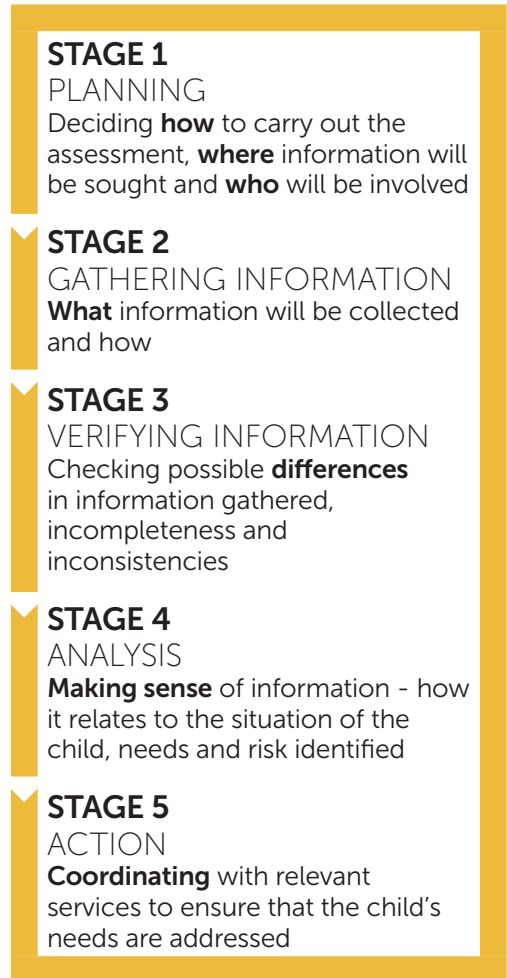 STAGE 1
PLANNING
Deciding how to carry out the
assessment, where information will
be sought and who will be involved
STAGE 2
GATHERING INFORMATION
What information will be collected
and how
STAGE 3
VERIFYING INFORMATION
Checking possible differences
in information gathered,
incompleteness and
inconsistencies
STAGE 4
ANALYSIS
Making sense of information - how
it relates to the situation of the
child, needs and risk identified
STAGE 5
ACTION
Coordinating with relevant
services to ensure that the child's
needs are addressed